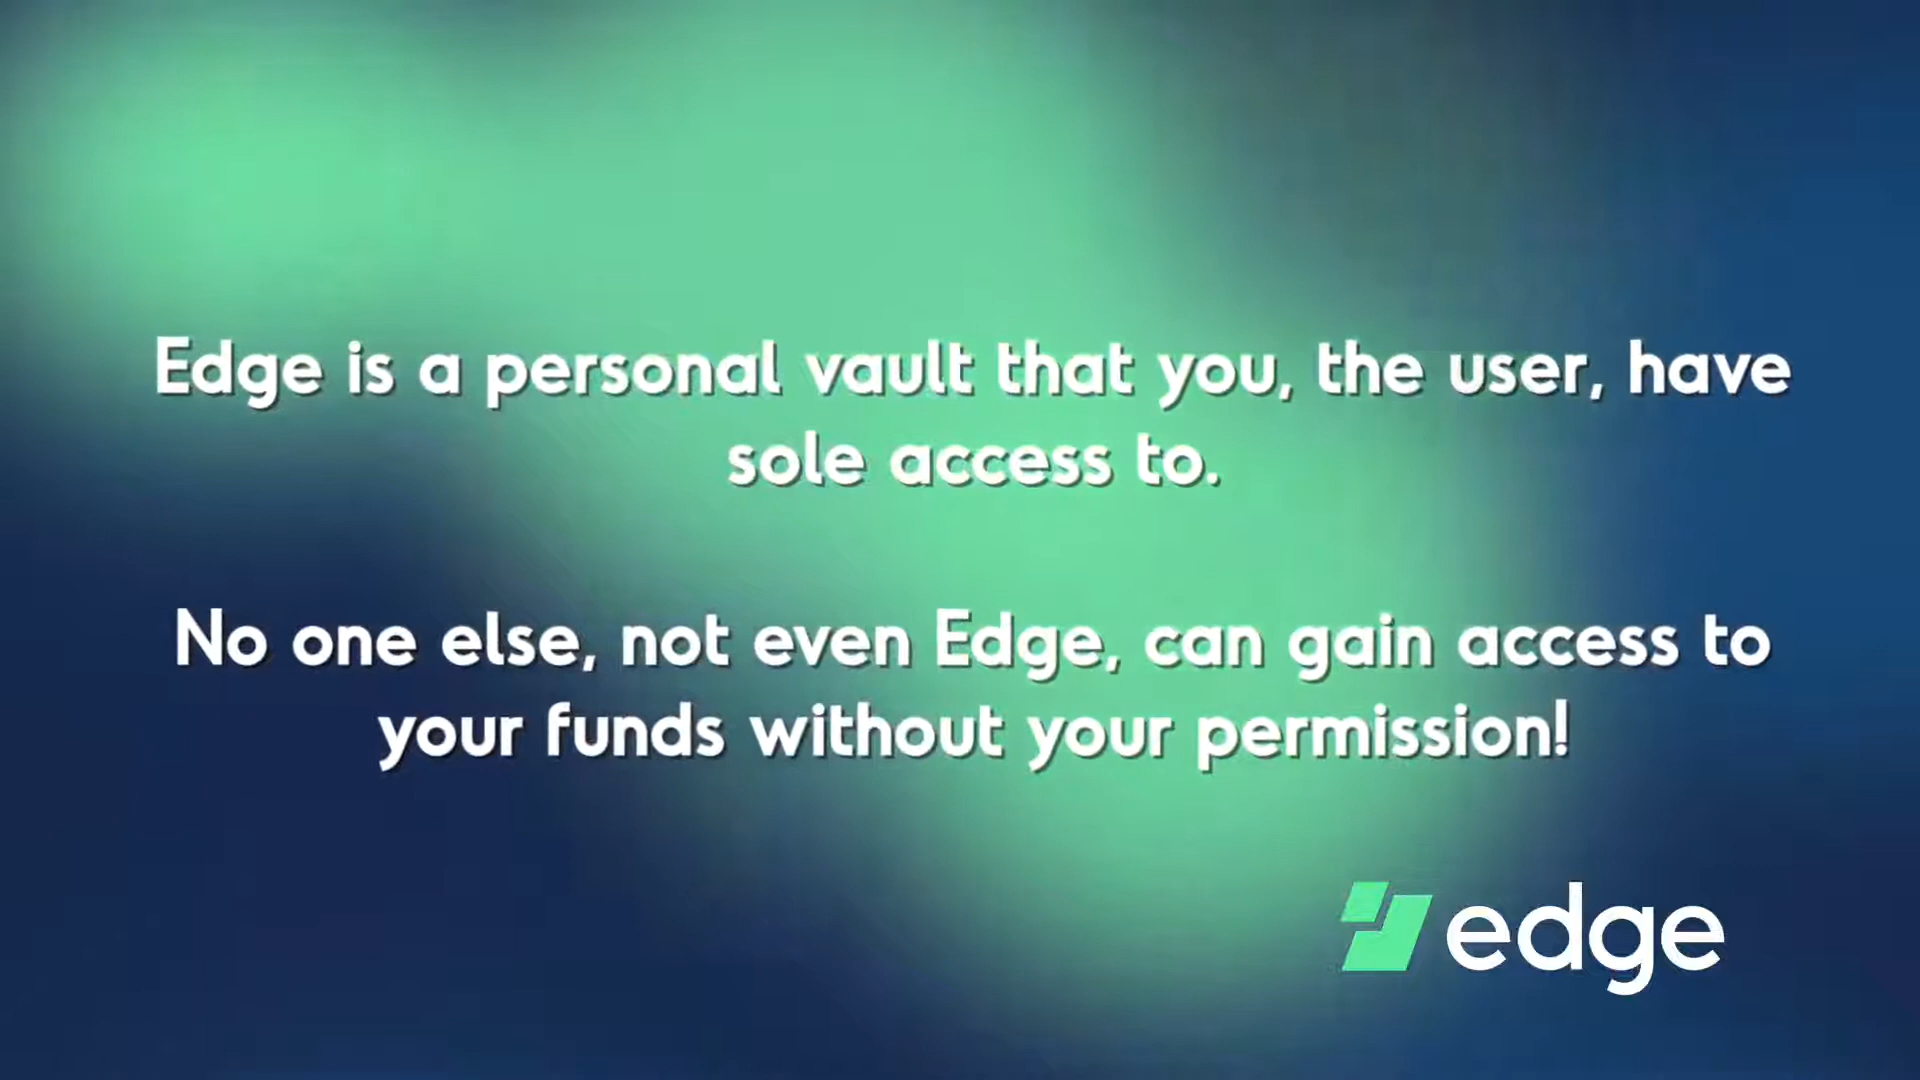 Edge is a personal vault that you, the user, have
sole access to.
No one else, not even Edge, can gain access to
your funds without your permission!
edge